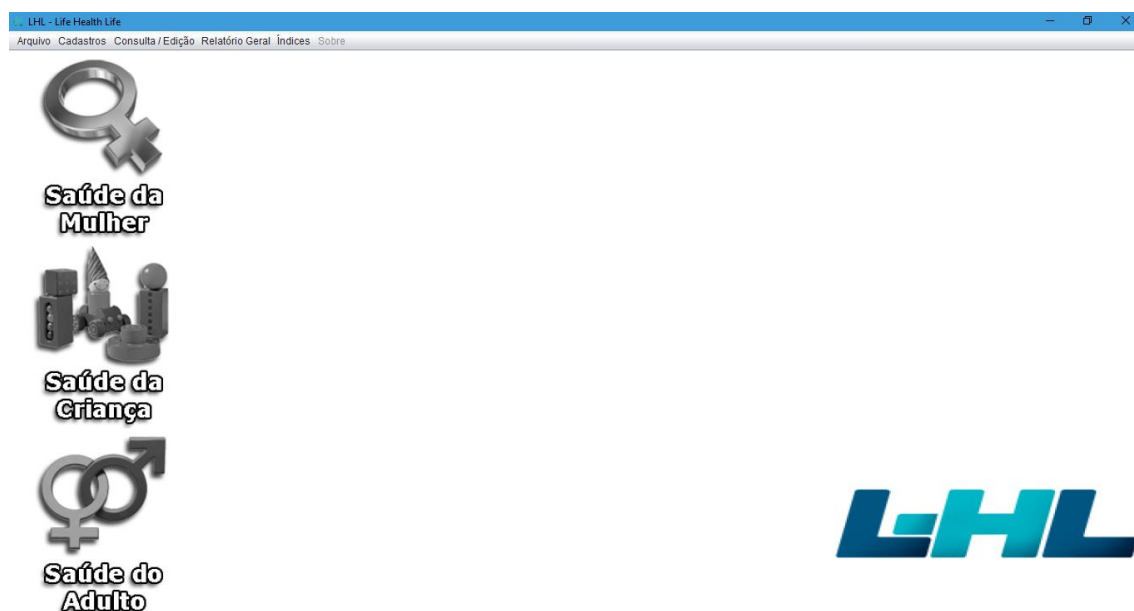 LHL - Life Health Life
Arquivo Cadastros Consulta / Edição Relatório Geral Índices Sobre
Saúde da
Mulher
Saúde da
Criança
Saúde do
Adulto
LHL